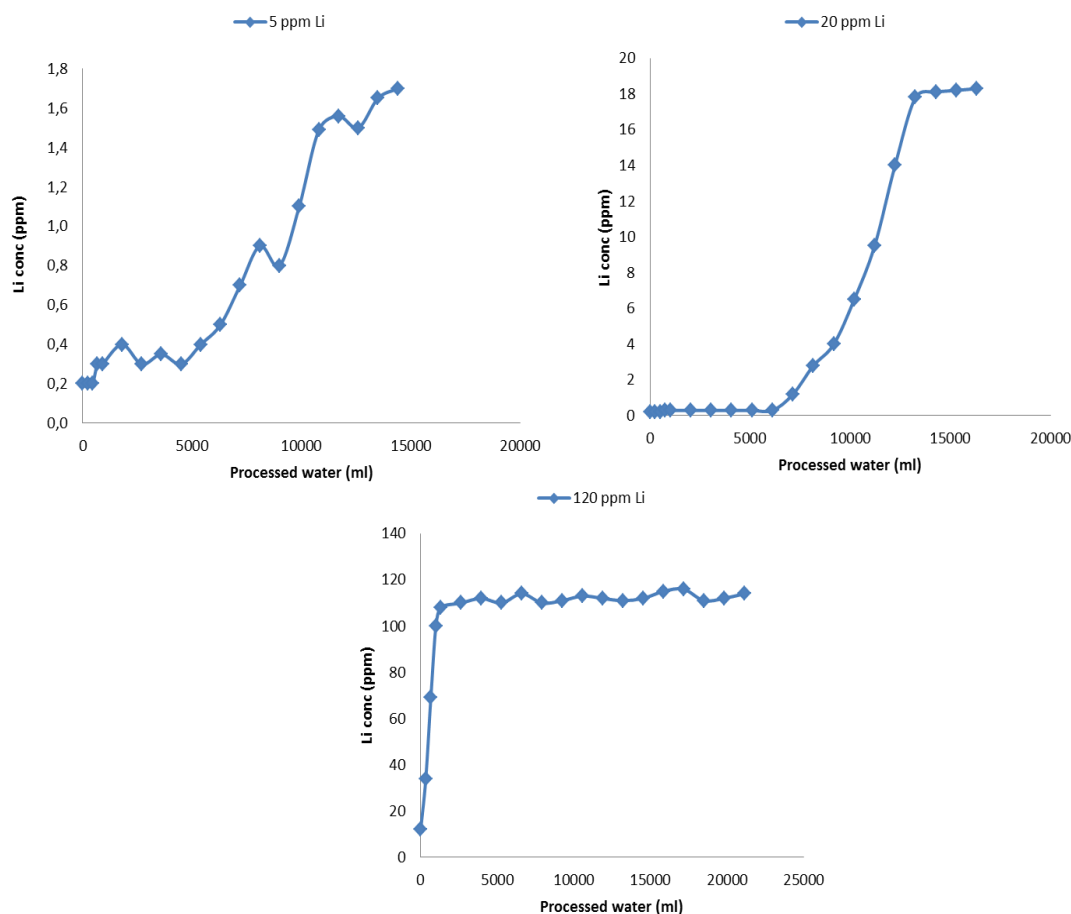 5 ppm Li
1,8
1,6
1,4
1,2
1,0
0,8
0,6
0,4
0,2
0,0
Li conc (ppm)
0 5000 10000 15000 20000
Processed water (ml)
20 ppm Li
20
18
16
14
12
10
8
6
4
2
0
Li conc (ppm)
0 5000 10000 15000 20000
Processed water (ml)
120 ppm Li
140
120
100
80
60
40
20
0
Li conc (ppm)
0 5000 10000 15000 20000 25000
Processed water (ml)